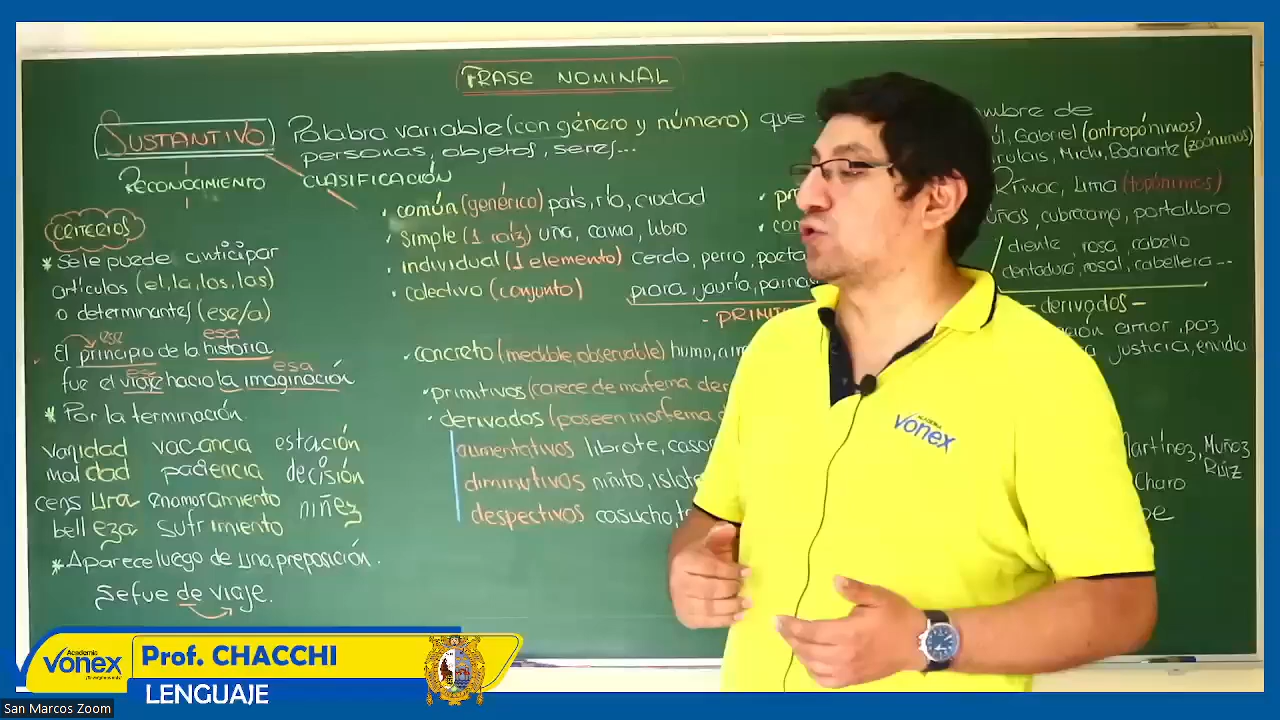 FRASE NOMINAL
SUSTANTIVO Palabra variable (con género y número) que
personas, objetos, seres...
mbre de
Gabriel (antropónimos)
Michi, (zoónimos)
RECONOCIMIENTO
CLASIFICACIÓN
CRITERIOS
* Se le puede anticipar
artículos (el, la, los, las)
o determinantes (ese/a)
ese esa
El principio de la historia
ese esa
fue el viaje hacia la imaginación
* Por la terminación
vanidad vacancia estación
maldad paciencia decisión
censura enamoramiento niñez
belleza sufrimiento
* Aparece luego de una preposición.
Se fue de viaje.
• común (genérico) país, río, ciudad
• simple (1 raíz) uña, cama, libro
• individual (1 elemento) cerdo, perro, poeta
• colectivo (conjunto) piara, jauría,
Lima (topónimos)
cubrecama, portalibro
diente, rosa, cabello
dentadura, rosal, cabellera...
- derivados -
• concreto (medible, observable) humo,
amor, paz
justicia, envidia
• primitivos (carece de morfema
• derivados (poseen morfema
aumentativos librote,
diminutivos niñito,
despectivos casucha,
Martínez, Muñoz
Ruíz
Charo
Academia
vonex
ACADEMIA
vonex
Prof. CHACCHI
LENGUAJE
San Marcos Zoom